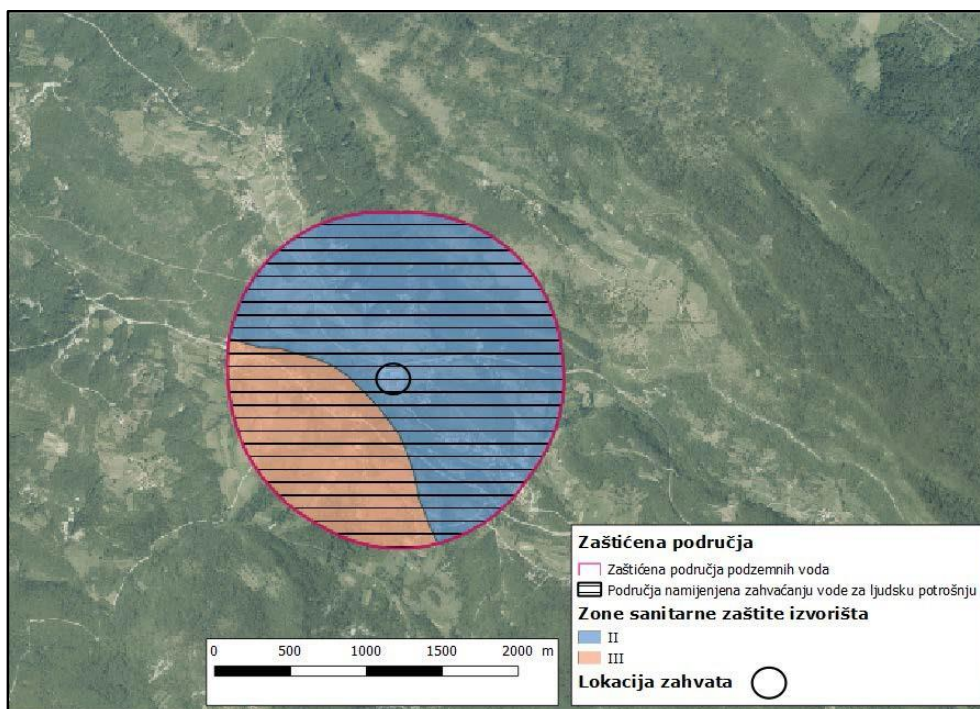 Zaštićena područja
Zaštićena područja podzemnih voda
Područja namijenjena zahvaćanju vode za ljudsku potrošnju
Zone sanitarne zaštite izvorišta
II
III
Lokacija zahvata
0 500 1000 1500 2000 m